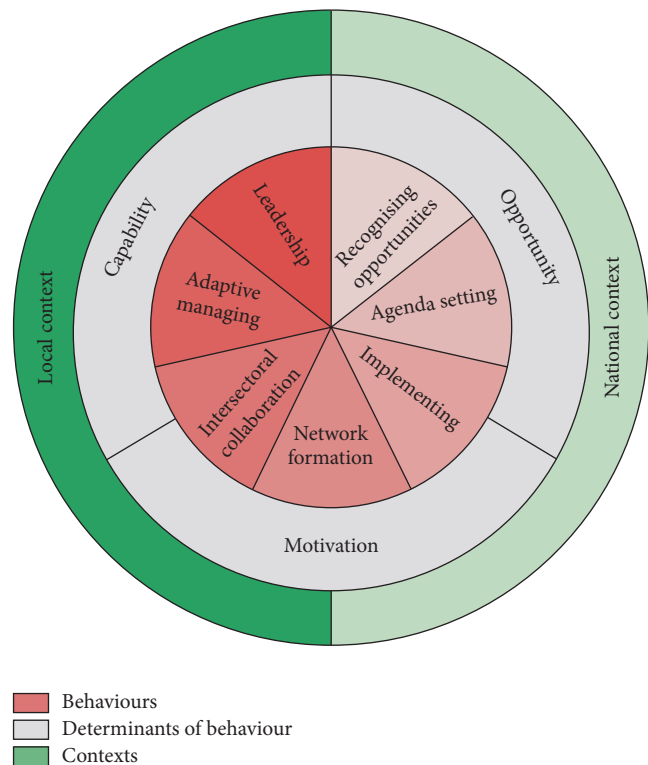 Local context
National context
Capability
Opportunity
Motivation
Leadership
Recognising
opportunities
Adaptive
managing
Agenda setting
Intersectoral
collaboration
Implementing
Network
formation
Behaviours
Determinants of behaviour
Contexts